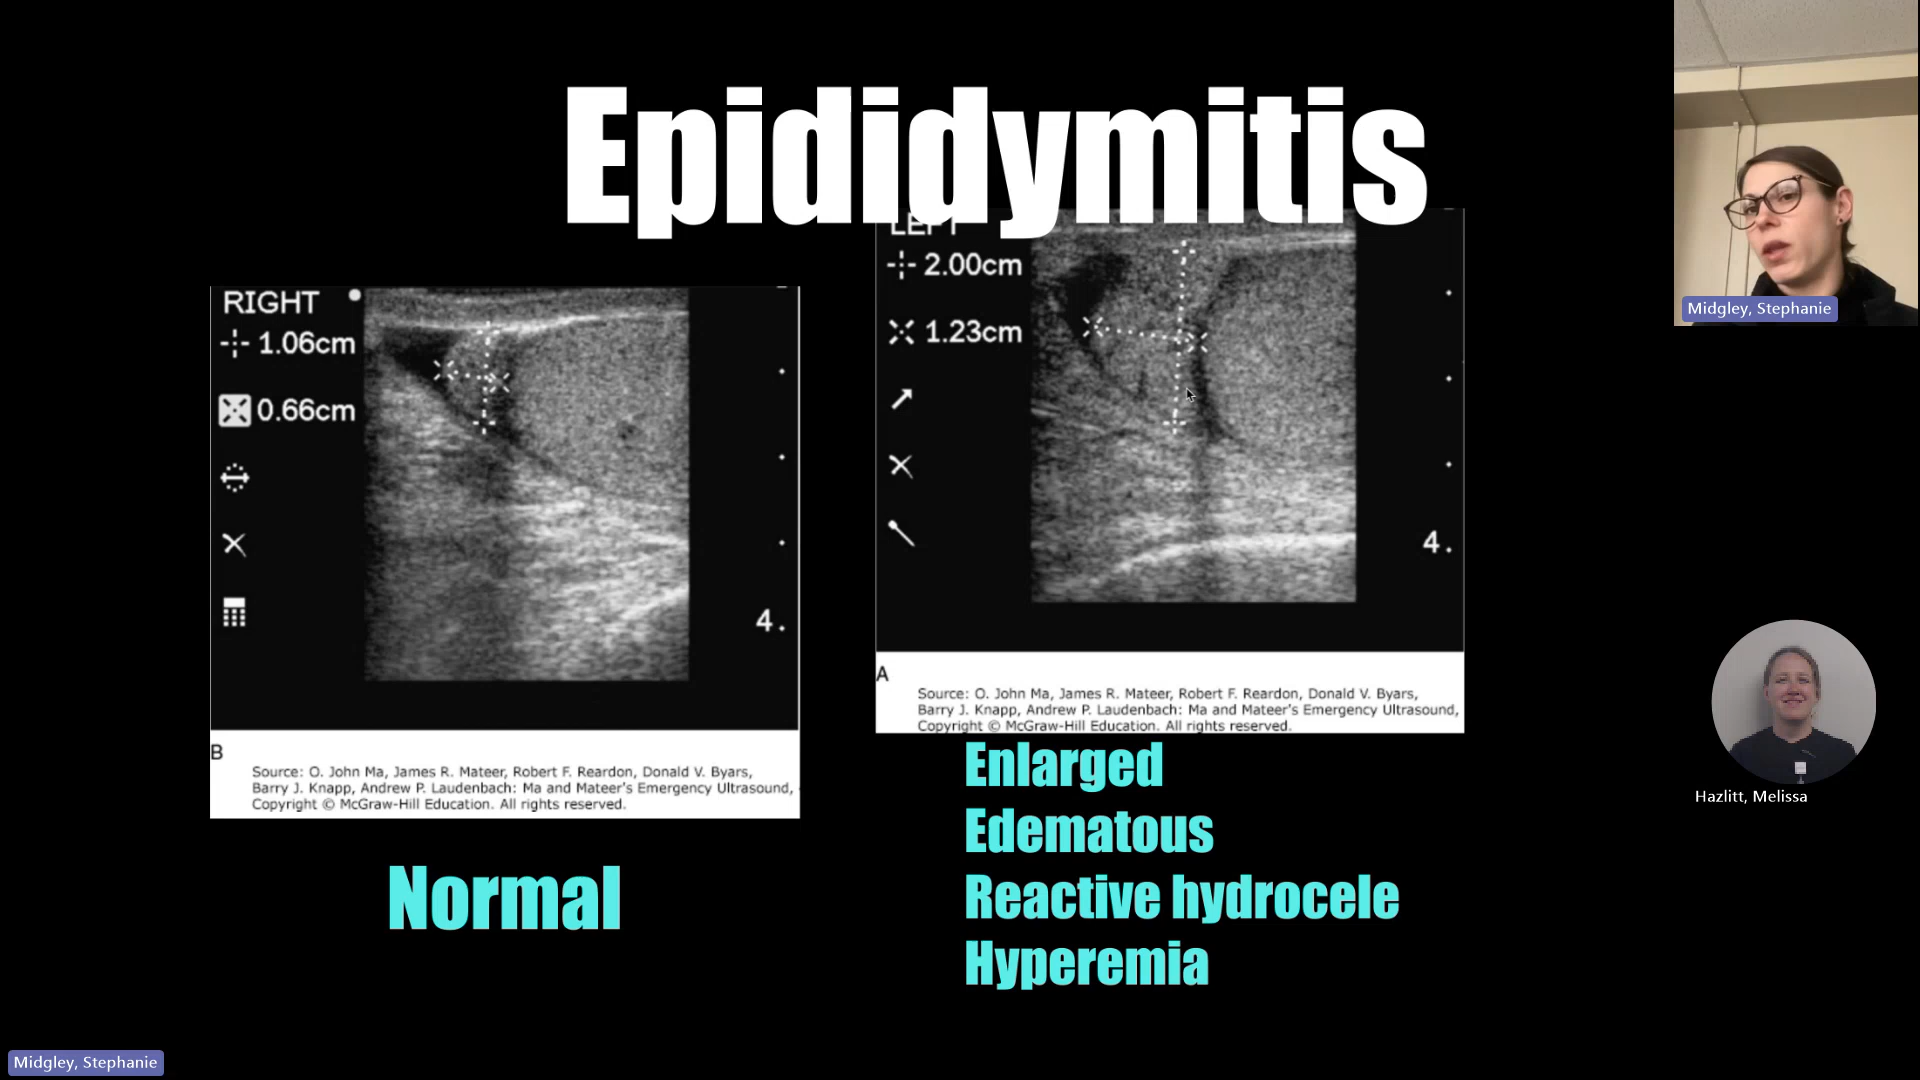 Epididymitis
RIGHT
1.06cm
0.66cm
4.
B
Source: O. John Ma, James R. Mateer, Robert F. Reardon, Donald V. Byars,
Barry J. Knapp, Andrew P. Laudenbach: Ma and Mateer's Emergency Ultrasound,
Copyright © McGraw-Hill Education. All rights reserved.
Normal
LEFT
2.00cm
1.23cm
4.
A
Source: O. John Ma, James R. Mateer, Robert F. Reardon, Donald V. Byars,
Barry J. Knapp, Andrew P. Laudenbach: Ma and Mateer's Emergency Ultrasound,
Copyright © McGraw-Hill Education. All rights reserved.
Enlarged
Edematous
Reactive hydrocele
Hyperemia
Midgley, Stephanie
Hazlitt, Melissa
Midgley, Stephanie